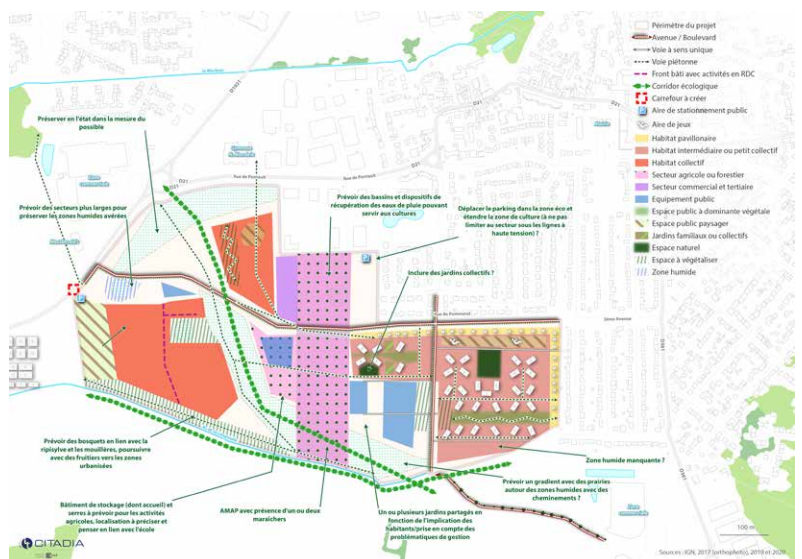 Préserver en l'état dans la mesure du
possible
Prévoir des secteurs plus larges pour
préserver les zones humides avérées
Prévoir des bassins et dispositifs de
récupération des eaux de pluie pouvant
servir aux cultures
Déplacer le parking dans la zone éco et
étendre la zone de culture (à ne pas
limiter au secteur sous les lignes à
haute tension) ?
Inclure des jardins collectifs ?
Prévoir des bosquets en lien avec la
ripisylve et les mouillères, poursuivre
avec des fruitiers vers les zones
urbanisées
Bâtiment de stockage (dont accueil) et
serres à prévoir pour les activités
agricoles, localisation à préciser et
penser en lien avec l'école
AMAP avec présence d'un ou deux
maraîchers
Un ou plusieurs jardins partagés en
fonction de l'implication des
habitants/prise en compte des
problématiques de gestion
Prévoir un gradient avec des prairies
autour des zones humides avec des
cheminements ?
Zone humide manquante ?
D21
D21
D21
D361
Zone
commerciale
Zone
commerciale
Mairie
P
P
Périmètre du projet
Avenue / Boulevard
Voie à sens unique
Voie piétonne
Front bâti avec activités en RDC
Corridor écologique
Carrefour à créer
P Aire de stationnement public
Aire de jeux
Habitat pavillonaire
Habitat intermédiaire ou petit collectif
Habitat collectif
Secteur agricole ou forestier
Secteur commercial et tertiaire
Equipement public
Espace public à dominante végétale
Espace public paysager
Jardins familiaux ou collectifs
Espace naturel
Espace à végétaliser
Zone humide
100 m
CITADIA
Sources : IGN, 2017 (orthophoto), 2019 et 2020